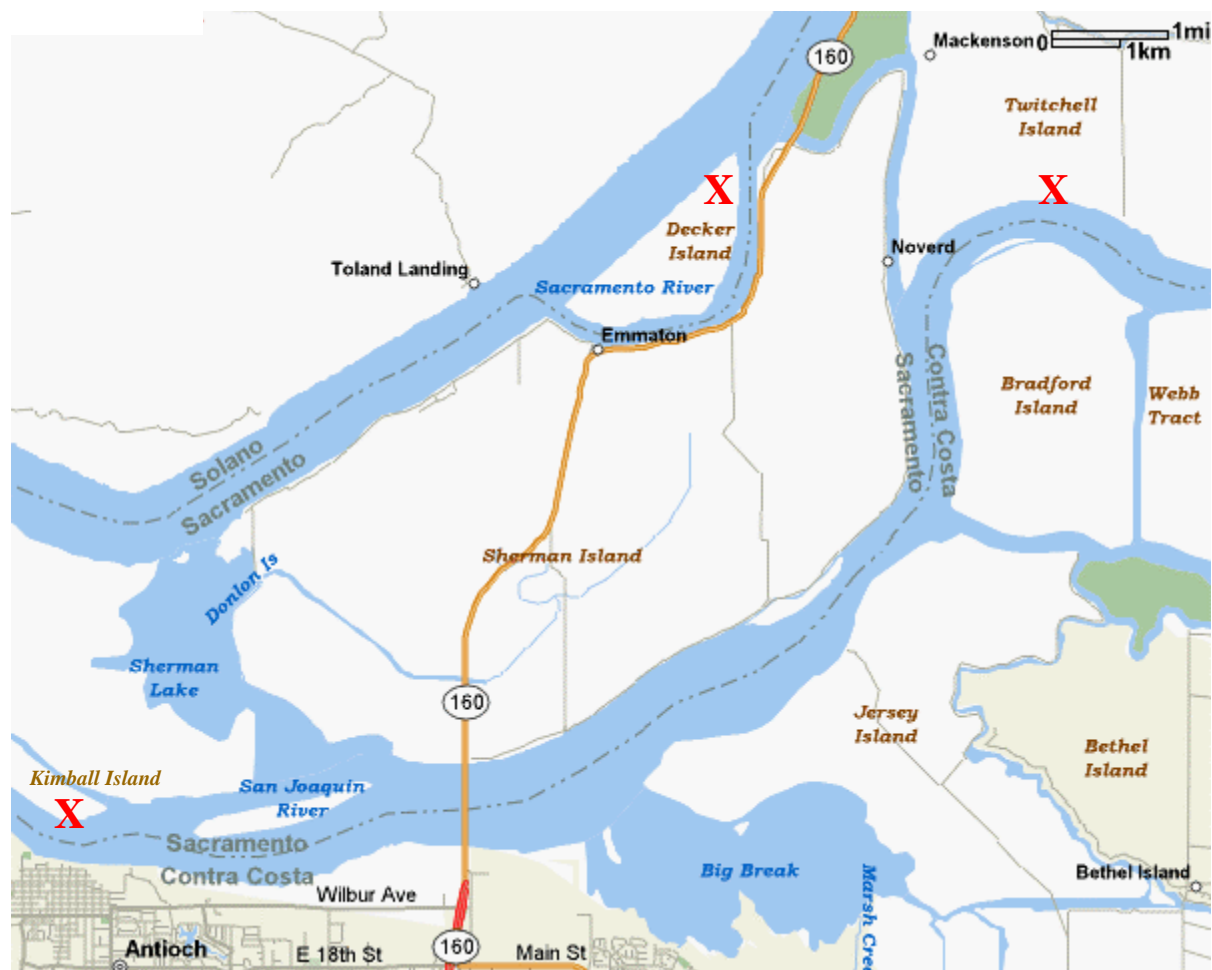 160
Mackenson
0
1mi
1km
Twitchell
Island
X
X
Decker
Island
Noverd
Toland Landing
Sacramento River
Emmaton
Contra Costa
Sacramento
Bradford
Island
Webb
Tract
Solano
Sacramento
Sherman Island
Donlon Is
Sherman
Lake
160
Jersey
Island
Bethel
Island
Kimball Island
X
San Joaquin
River
Sacramento
Contra Costa
Big Break
Marsh Cree
Bethel Island
Wilbur Ave
Antioch
E 18th St
160
Main St